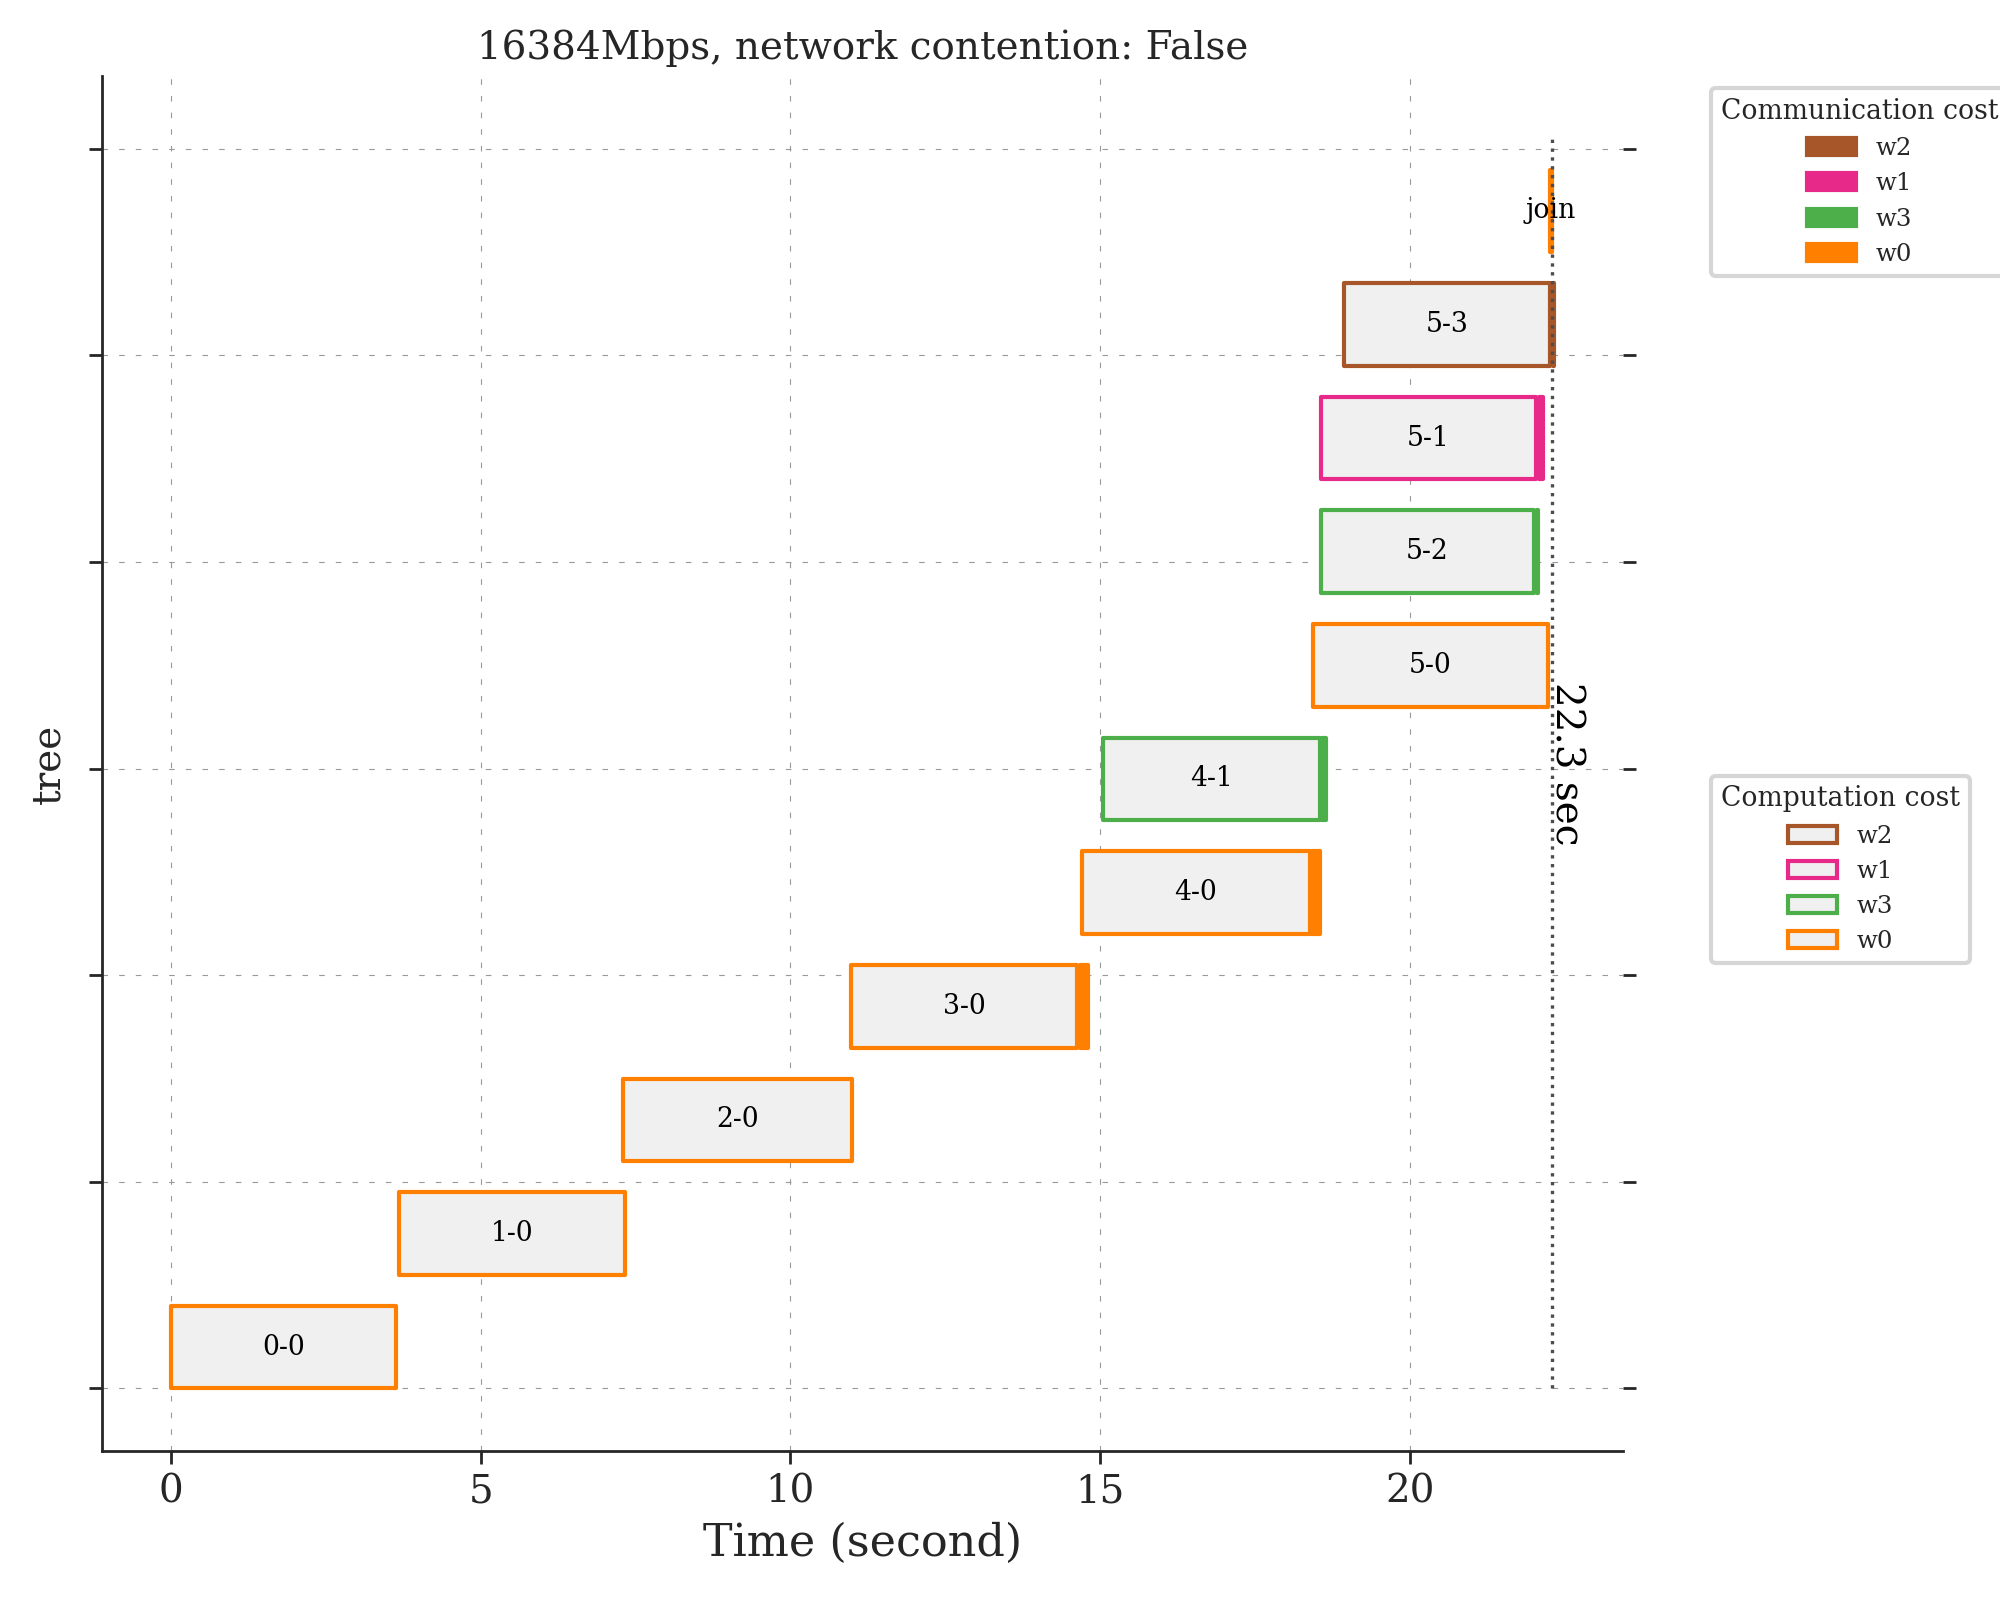 16384Mbps, network contention: False
Communication cost
w2
w1
w3
w0
join
5-3
5-1
5-2
5-0
22.3 sec
4-1
4-0
3-0
2-0
1-0
0-0
tree
Computation cost
w2
w1
w3
w0
0 5 10 15 20
Time (second)